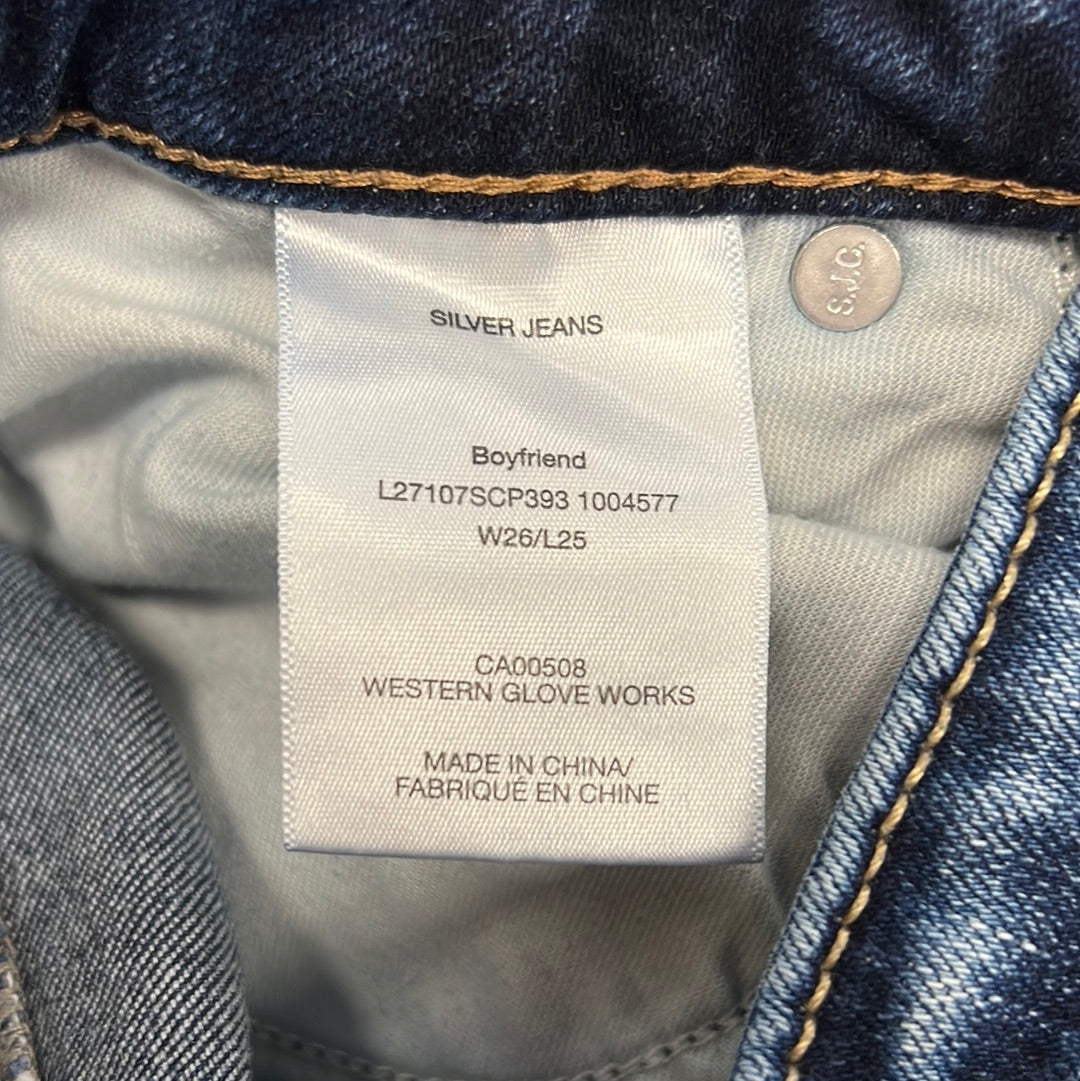 S.J.C.
SILVER JEANS
Boyfriend
L27107SCP393 1004577
W26/L25
CA00508
WESTERN GLOVE WORKS
MADE IN CHINA/
FABRIQUÉ EN CHINE